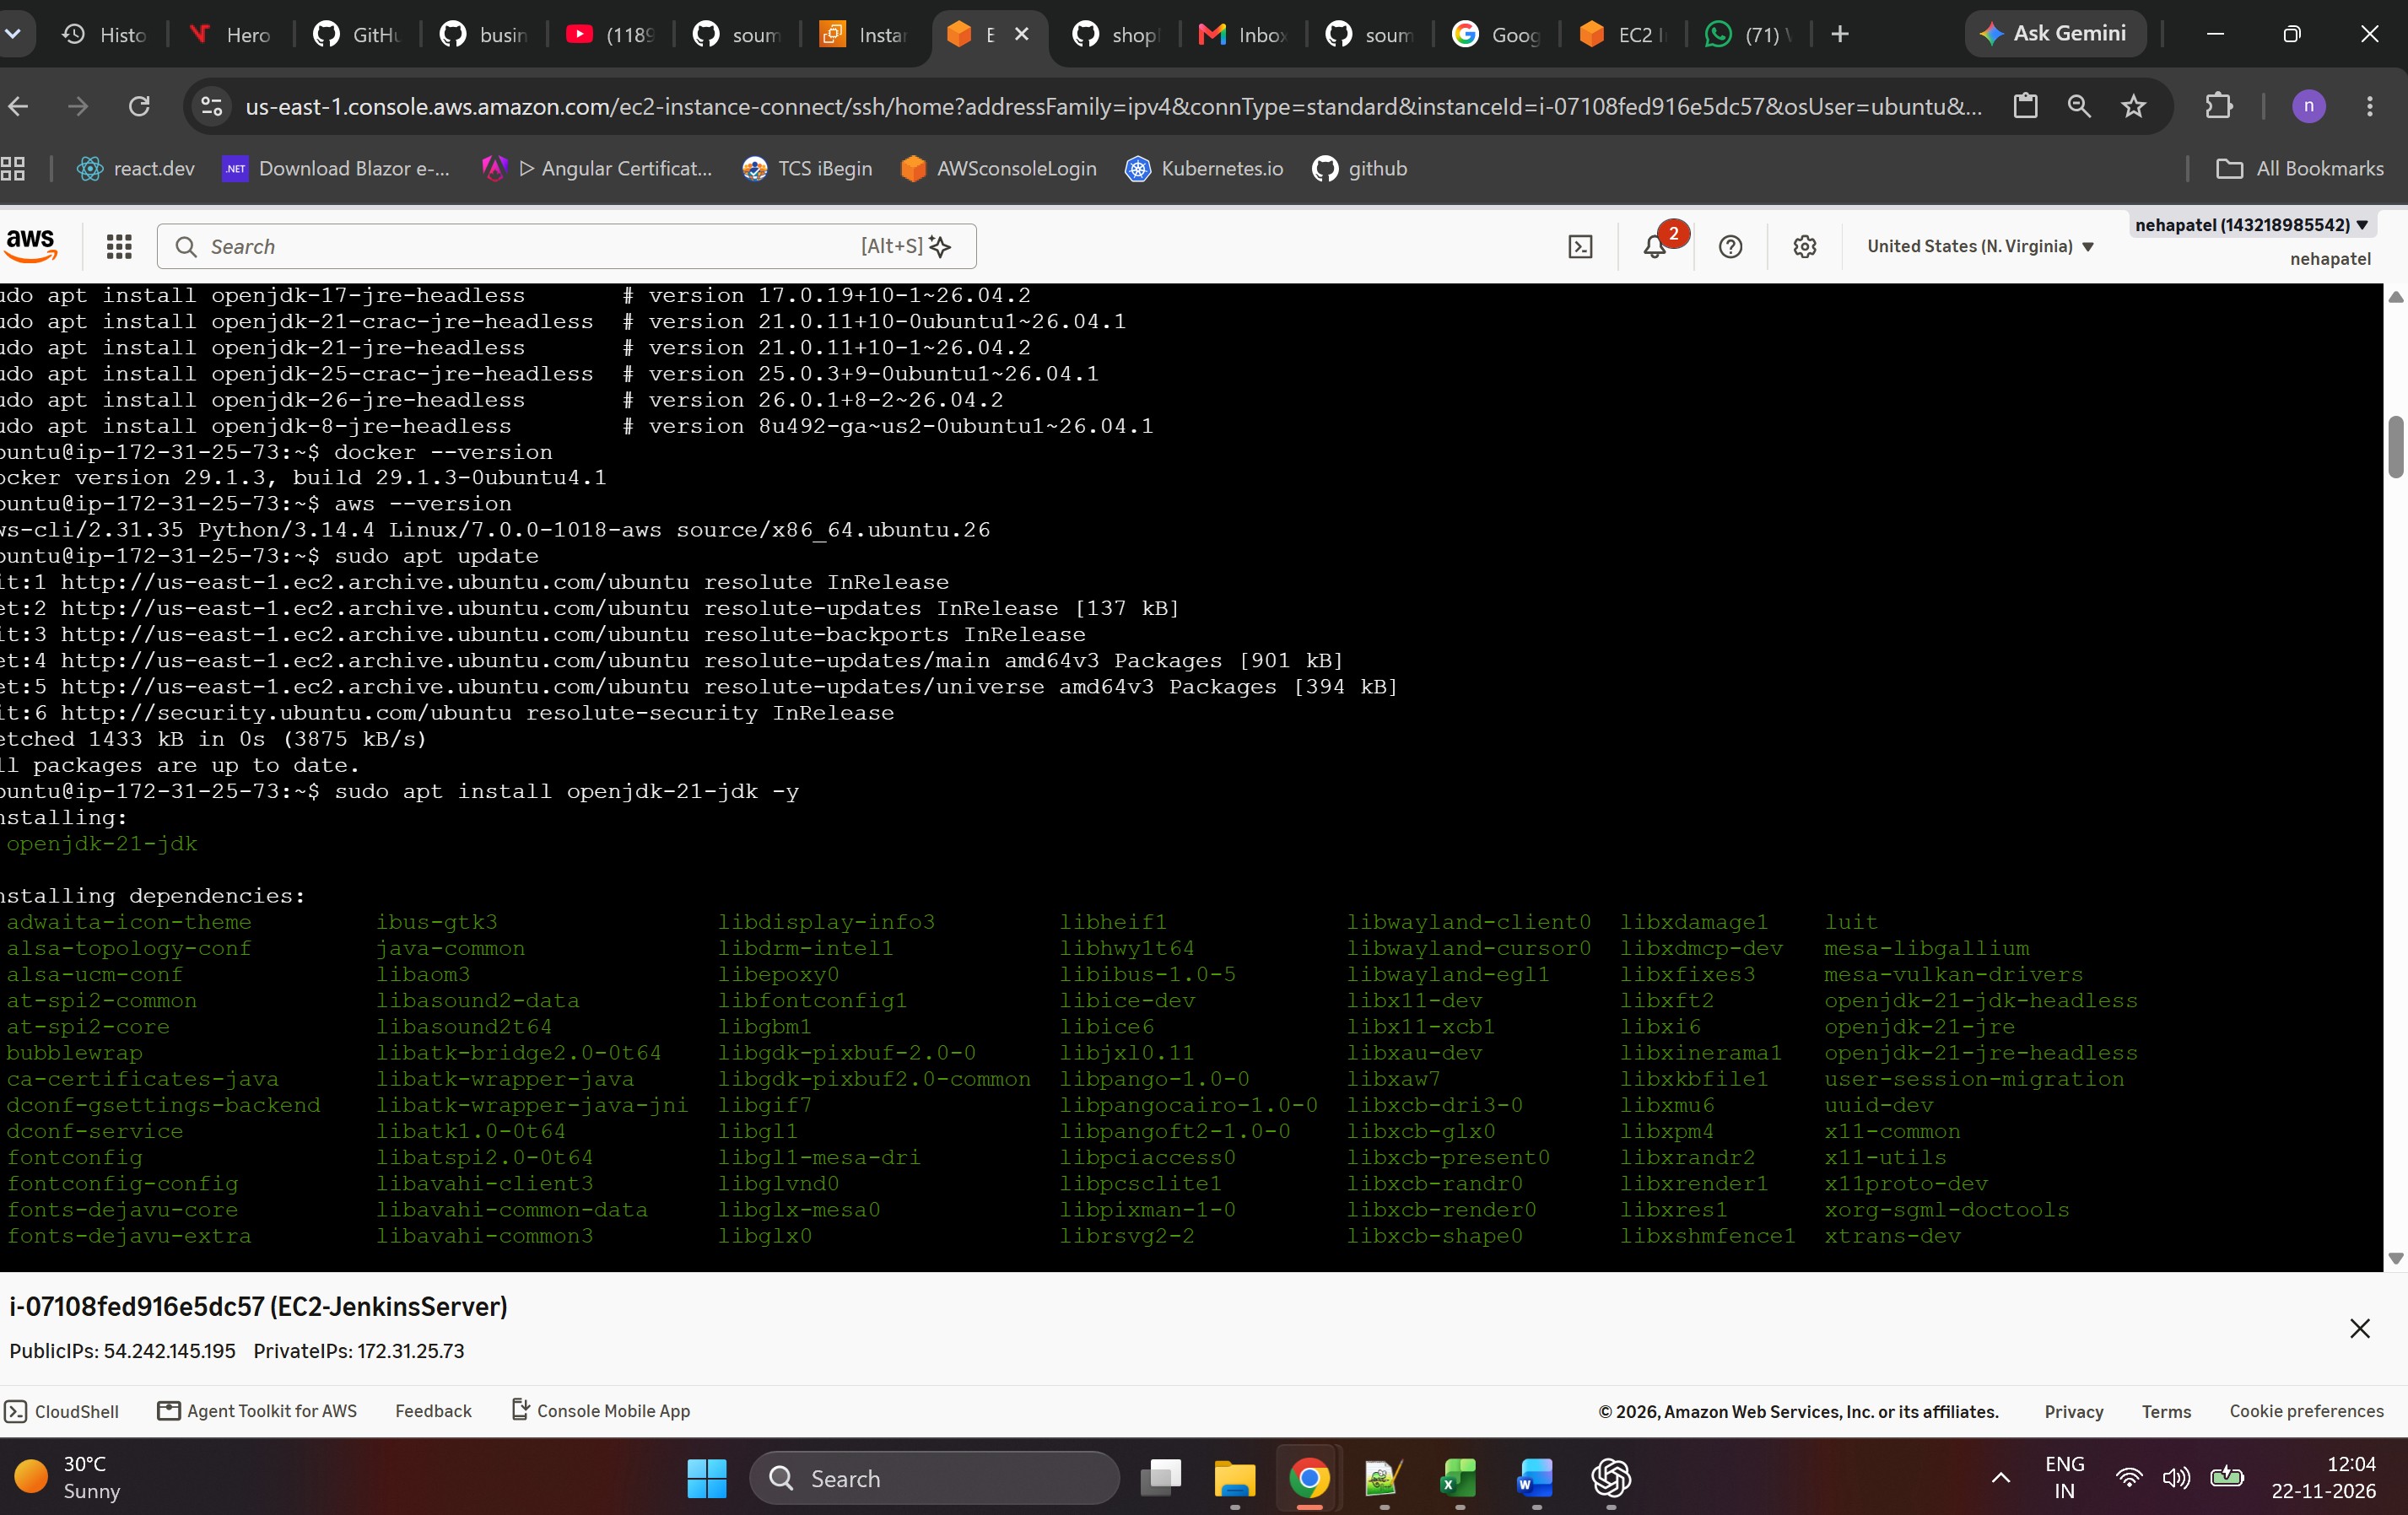 Histo
Hero
GitHu
busin
(1189
soum
Instar
E
shop
Inbox
soum
Goog
EC2 I
(71)
Ask Gemini
us-east-1.console.aws.amazon.com/ec2-instance-connect/ssh/home?addressFamily=ipv4&connType=standard&instanceId=i-07108fed916e5dc57&osUser=ubuntu&...
n
react.dev
.NET Download Blazor e-...
▷ Angular Certificat...
TCS iBegin
AWSconsoleLogin
Kubernetes.io
github
All Bookmarks
aws
Search [Alt+S]
2
United States (N. Virginia)
nehapatel (143218985542)
nehapatel
udo apt install openjdk-17-jre-headless # version 17.0.19+10-1~26.04.2
udo apt install openjdk-21-crac-jre-headless # version 21.0.11+10-0ubuntu1~26.04.1
udo apt install openjdk-21-jre-headless # version 21.0.11+10-1~26.04.2
udo apt install openjdk-25-crac-jre-headless # version 25.0.3+9-0ubuntu1~26.04.1
udo apt install openjdk-26-jre-headless # version 26.0.1+8-2~26.04.2
udo apt install openjdk-8-jre-headless # version 8u492-ga~us2-0ubuntu1~26.04.1
buntu@ip-172-31-25-73:~$ docker --version
ocker version 29.1.3, build 29.1.3-0ubuntu4.1
buntu@ip-172-31-25-73:~$ aws --version
ws-cli/2.31.35 Python/3.14.4 Linux/7.0.0-1018-aws source/x86_64.ubuntu.26
buntu@ip-172-31-25-73:~$ sudo apt update
it:1 http://us-east-1.ec2.archive.ubuntu.com/ubuntu resolute InRelease
et:2 http://us-east-1.ec2.archive.ubuntu.com/ubuntu resolute-updates InRelease [137 kB]
it:3 http://us-east-1.ec2.archive.ubuntu.com/ubuntu resolute-backports InRelease
et:4 http://us-east-1.ec2.archive.ubuntu.com/ubuntu resolute-updates/main amd64v3 Packages [901 kB]
et:5 http://us-east-1.ec2.archive.ubuntu.com/ubuntu resolute-updates/universe amd64v3 Packages [394 kB]
it:6 http://security.ubuntu.com/ubuntu resolute-security InRelease
etched 1433 kB in 0s (3875 kB/s)
ll packages are up to date.
buntu@ip-172-31-25-73:~$ sudo apt install openjdk-21-jdk -y
nstalling:
openjdk-21-jdk
nstalling dependencies:
adwaita-icon-theme ibus-gtk3 libdisplay-info3 libheif1 libwayland-client0 libxdamage1 luit
alsa-topology-conf java-common libdrm-intel1 libhwy1t64 libwayland-cursor0 libxdmcp-dev mesa-libgallium
alsa-ucm-conf libaom3 libepoxy0 libibus-1.0-5 libwayland-egl1 libxfixes3 mesa-vulkan-drivers
at-spi2-common libasound2-data libfontconfig1 libice-dev libx11-dev libxft2 openjdk-21-jdk-headless
at-spi2-core libasound2t64 libgbm1 libice6 libx11-xcb1 libxi6 openjdk-21-jre
bubblewrap libatk-bridge2.0-0t64 libgdk-pixbuf-2.0-0 libjxl0.11 libxau-dev libxinerama1 openjdk-21-jre-headless
ca-certificates-java libatk-wrapper-java libgdk-pixbuf2.0-common libpango-1.0-0 libxaw7 libxkbfile1 user-session-migration
dconf-gsettings-backend libatk-wrapper-java-jni libgif7 libpangocairo-1.0-0 libxcb-dri3-0 libxmu6 uuid-dev
dconf-service libatk1.0-0t64 libgl1 libpangoft2-1.0-0 libxcb-glx0 libxpm4 x11-common
fontconfig libatspi2.0-0t64 libgl1-mesa-dri libpciaccess0 libxcb-present0 libxrandr2 x11-utils
fontconfig-config libavahi-client3 libglvnd0 libpcsclite1 libxcb-randr0 libxrender1 x11proto-dev
fonts-dejavu-core libavahi-common-data libglx-mesa0 libpixman-1-0 libxcb-render0 libxres1 xorg-sgml-doctools
fonts-dejavu-extra libavahi-common3 libglx0 librsvg2-2 libxcb-shape0 libxshmfence1 xtrans-dev
i-07108fed916e5dc57 (EC2-JenkinsServer)
PublicIPs: 54.242.145.195 PrivateIPs: 172.31.25.73
CloudShell
Agent Toolkit for AWS
Feedback
Console Mobile App
© 2026, Amazon Web Services, Inc. or its affiliates.
Privacy
Terms
Cookie preferences
30°C
Sunny
Search
ENG
IN
12:04
22-11-2026